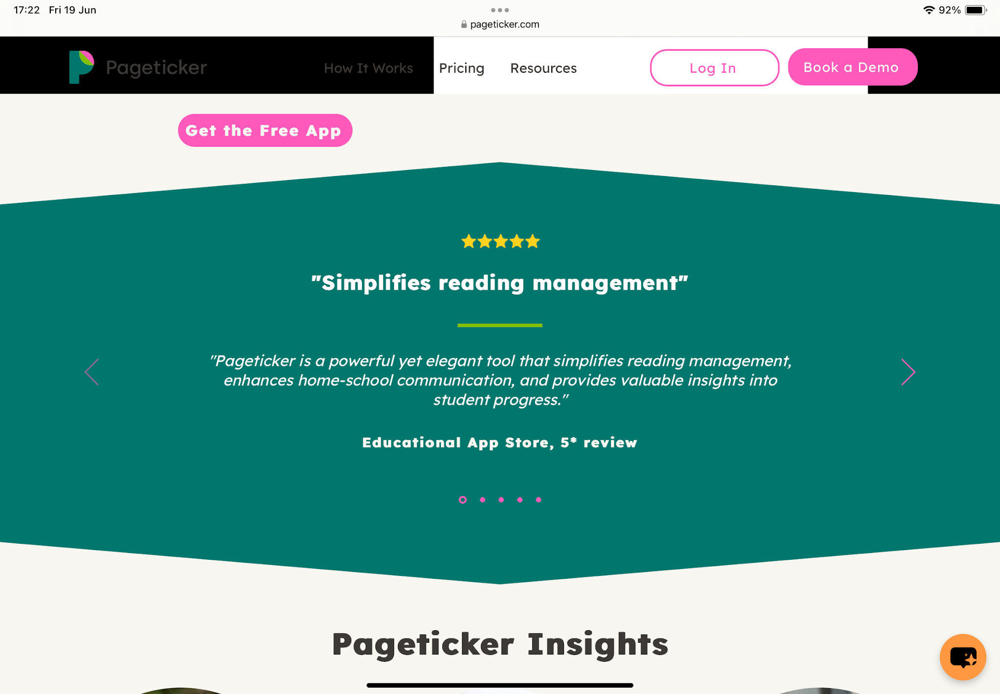 17:22 Fri 19 Jun
92%
pageticker.com
Pageticker
How It Works
Pricing
Resources
Log In
Book a Demo
Get the Free App
"Simplifies reading management"
"Pageticker is a powerful yet elegant tool that simplifies reading management,
enhances home-school communication, and provides valuable insights into
student progress."
Educational App Store, 5* review
Pageticker Insights